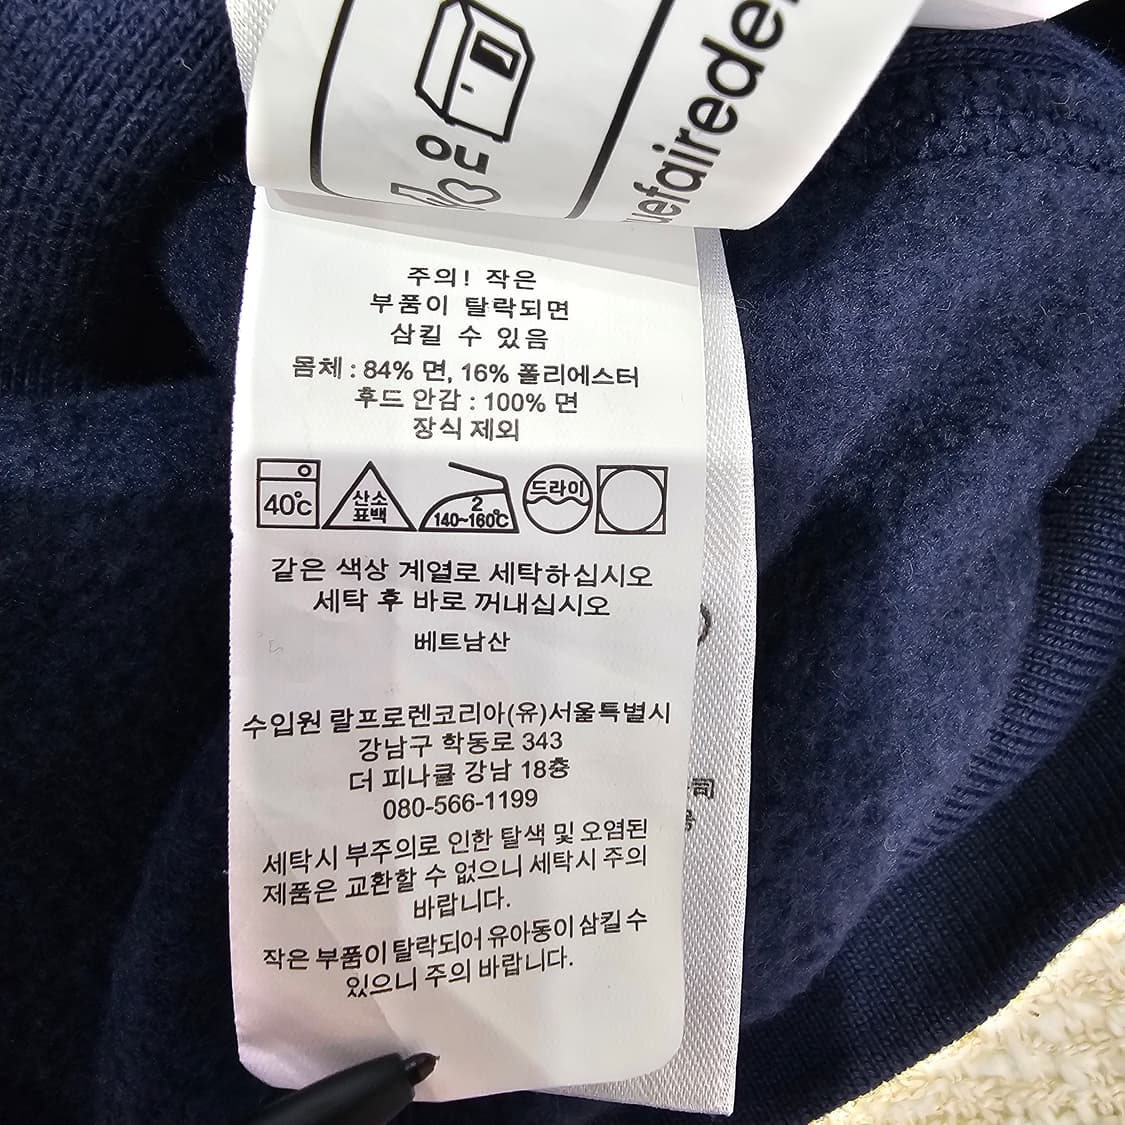 OU
주의! 작은
부품이 탈락되면
삼킬 수 있음
몸체 : 84% 면, 16% 폴리에스터
후드 안감 : 100% 면
장식 제외
40℃ 산소 표백 2 140~160℃ 드라이
같은 색상 계열로 세탁하십시오
세탁 후 바로 꺼내십시오
베트남산
수입원 랄프로렌코리아(유)서울특별시
강남구 학동로 343
더 피나클 강남 18층
080-566-1199
세탁시 부주의로 인한 탈색 및 오염된
제품은 교환할 수 없으니 세탁시 주의
바랍니다.
작은 부품이 탈락되어 유아동이 삼킬 수
있으니 주의 바랍니다.